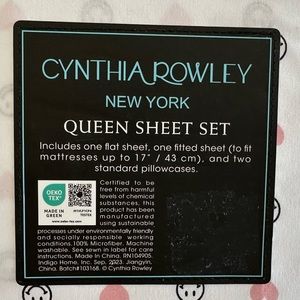 CYNTHIA ROWLEY
NEW YORK
QUEEN SHEET SET
Includes one flat sheet, one fitted sheet (to fit
mattresses up to 17" / 43 cm), and two
standard pillowcases.
OEKO
TEX®
MADE IN
GREEN
Certified to be
free from harmful
levels of chemical
substances, this
product has been
manufactured
using sustainable
processes under environmentally friendly
and socially responsible working
conditions.100% Microfiber. Machine
washable. See sewn in label for care
instructions. Made In China. RN104905.
Indigo Home, Inc. Sep, 2023. Jiangyin,
China. Batch#103168. © Cynthia Rowley